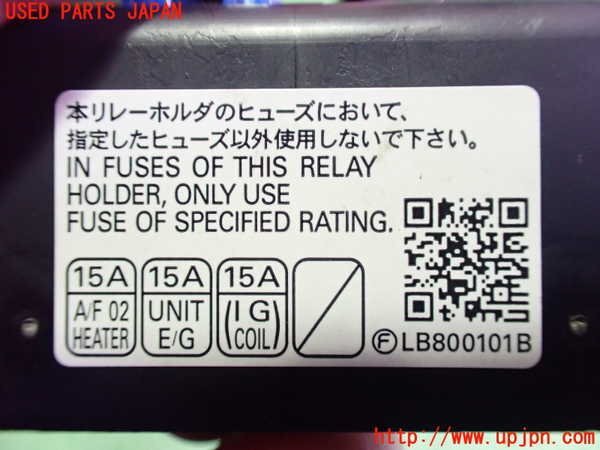 USED PARTS JAPAN
本リレーホルダのヒューズにおいて、
指定したヒューズ以外使用しないで下さい。
IN FUSES OF THIS RELAY
HOLDER, ONLY USE
FUSE OF SPECIFIED RATING.
15A
A/F O2
HEATER
15A
UNIT
E/G
15A
(IG
COIL)
Ⓕ LB800101B
http://www.upjpn.com/